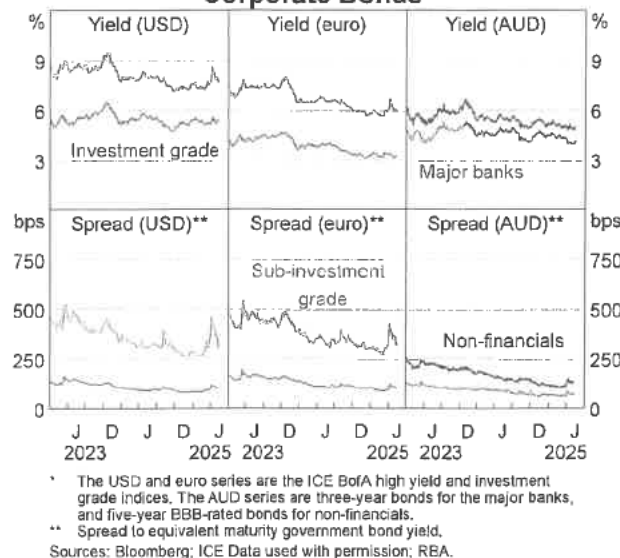 Corporate Bonds*
% Yield (USD) Yield (euro) Yield (AUD) %
9 9
6 6
Investment grade
3 Major banks 3
bps Spread (USD)** Spread (euro)** Spread (AUD)** bps
750 750
Sub-investment
grade
500 500
Non-financials
250 250
0 0
J D J J D J J D J
2023 2025 2023 2025 2023 2025
* The USD and euro series are the ICE BofA high yield and investment
grade indices. The AUD series are three-year bonds for the major banks,
and five-year BBB-rated bonds for non-financials.
** Spread to equivalent maturity government bond yield.
Sources: Bloomberg; ICE Data used with permission; RBA.